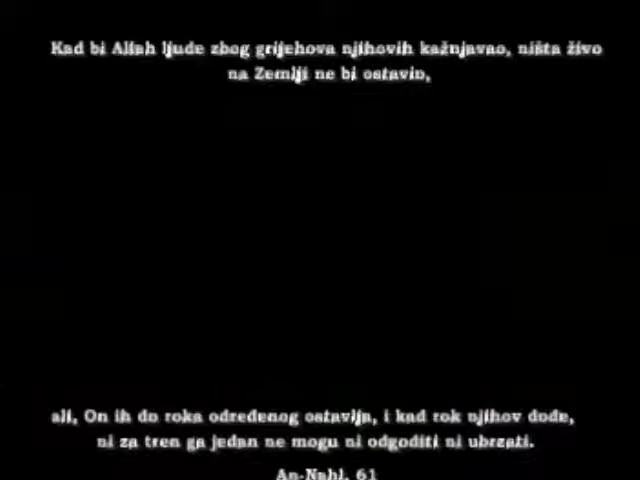 Kad bi Allah ljude zbog grijehova njihovih kažnjavao, ništa živo
na Zemlji ne bi ostavio,
ali, On ih do roka određenog ostavlja, i kad rok njihov dođe,
ni za tren ga jedan ne mogu ni odgoditi ni ubrzati.
An-Nahl, 61